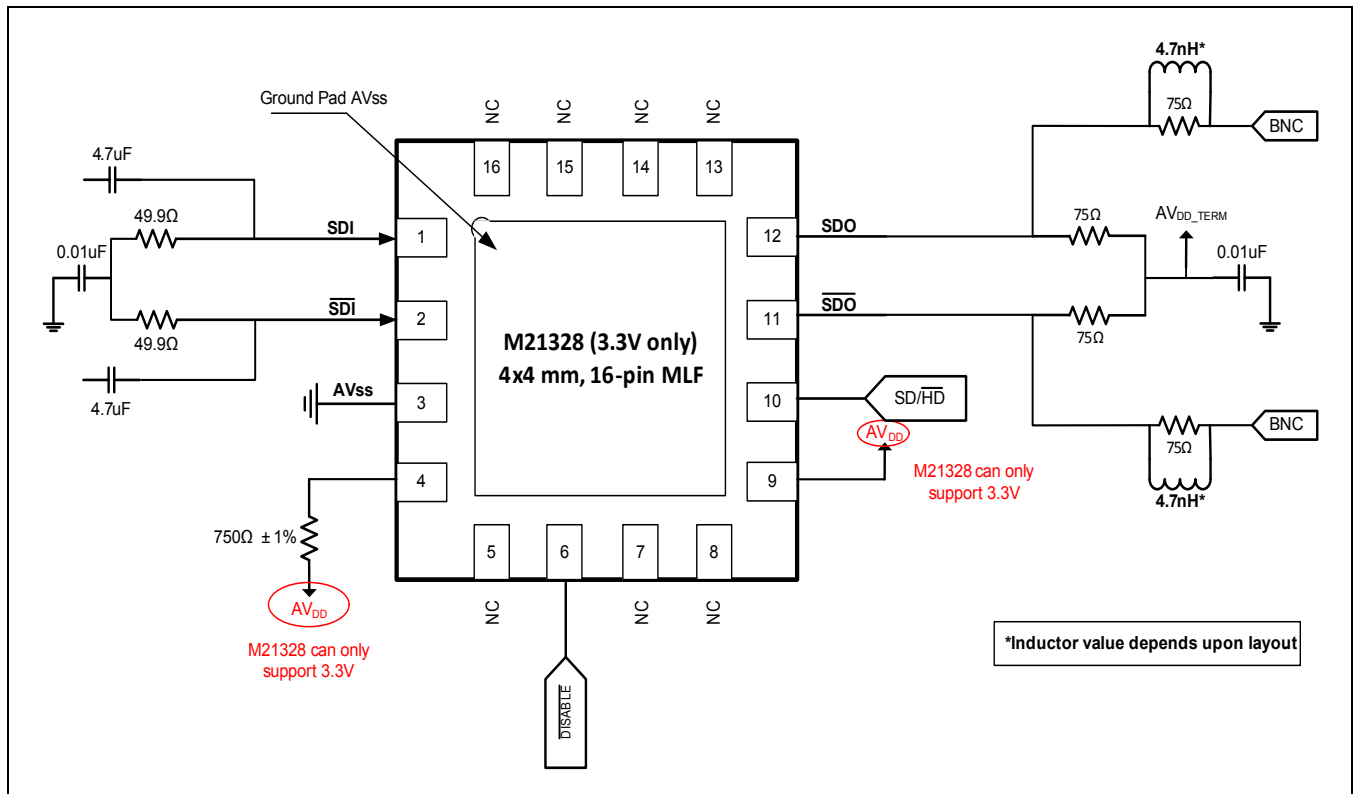 4.7nH*
75Ω
BNC
Ground Pad AVss
NC
NC
NC
NC
16
15
14
13
4.7uF
49.9Ω
SDI
1
0.01uF
49.9Ω
S̅D̅I̅
2
4.7uF
AVss
3
4
750Ω ± 1%
AVDD
M21328 can only
support 3.3V
M21328 (3.3V only)
4x4 mm, 16-pin MLF
12
SDO
75Ω
AVDD_TERM
0.01uF
11
S̅D̅O̅
75Ω
10
SD/H̅D̅
AVDD
9
M21328 can only
support 3.3V
75Ω
BNC
4.7nH*
5
6
7
8
NC
NC
NC
D̅I̅S̅A̅B̅L̅E̅
*Inductor value depends upon layout